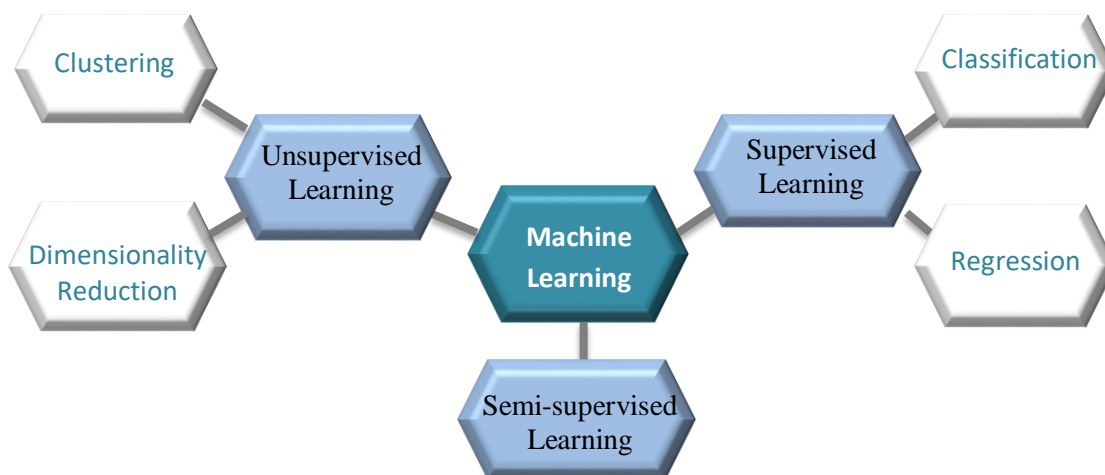 Clustering
Classification
Unsupervised
Learning
Supervised
Learning
Dimensionality
Reduction
Machine
Learning
Regression
Semi-supervised
Learning